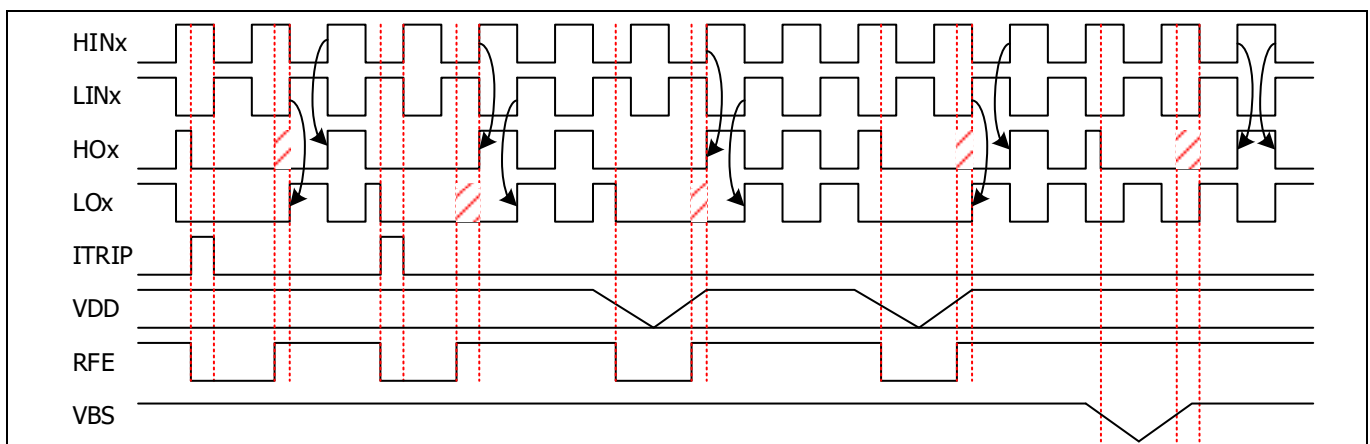 HINx
LINx
HOx
LOx
ITRIP
VDD
RFE
VBS